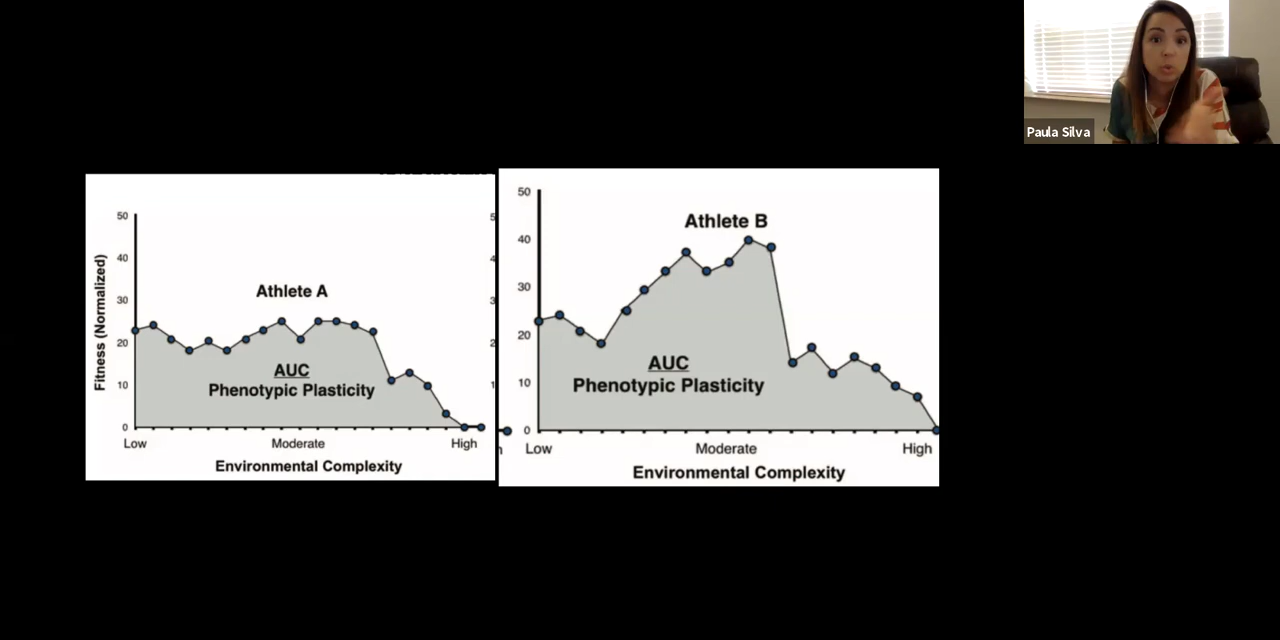 Paula Silva
50
40
30
20
10
0
Fitness (Normalized)
Athlete A
AUC
Phenotypic Plasticity
Low
Moderate
High
Environmental Complexity
50
40
30
20
10
0
Athlete B
AUC
Phenotypic Plasticity
Low
Moderate
High
Environmental Complexity